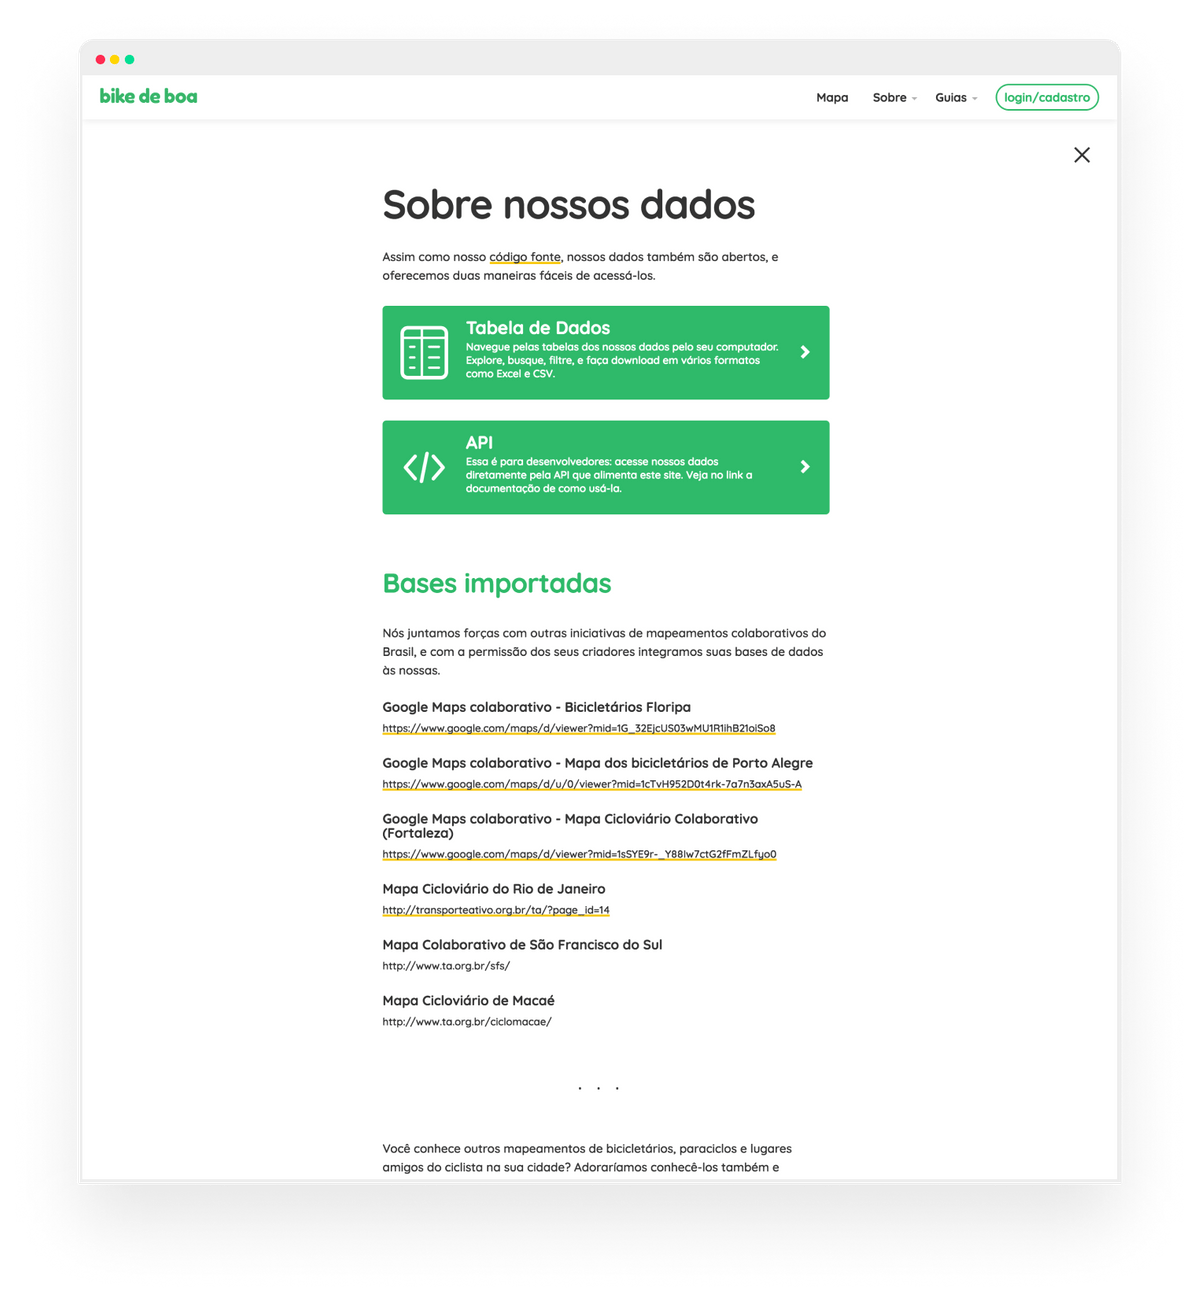 bike de boa
Mapa Sobre Guias login/cadastro
Sobre nossos dados
Assim como nosso código fonte, nossos dados também são abertos, e
oferecemos duas maneiras fáceis de acessá-los.
Tabela de Dados
Navegue pelas tabelas dos nossos dados pelo seu computador.
Explore, busque, filtre, e faça download em vários formatos
como Excel e CSV.
API
Essa é para desenvolvedores: acesse nossos dados
diretamente pela API que alimenta este site. Veja no link a
documentação de como usá-la.
Bases importadas
Nós juntamos forças com outras iniciativas de mapeamentos colaborativos do
Brasil, e com a permissão dos seus criadores integramos suas bases de dados
às nossas.
Google Maps colaborativo - Bicicletários Floripa
https://www.google.com/maps/d/viewer?mid=1G_32EjcUS03wMU1R1ihB21oiSo8
Google Maps colaborativo - Mapa dos bicicletários de Porto Alegre
https://www.google.com/maps/d/u/0/viewer?mid=1cTvH952D0t4rk-7a7n3axA5uS-A
Google Maps colaborativo - Mapa Cicloviário Colaborativo
(Fortaleza)
https://www.google.com/maps/d/viewer?mid=1sSYE9r-_Y88lw7ctG2fFmZLfyo0
Mapa Cicloviário do Rio de Janeiro
http://transporteativo.org.br/ta/?page_id=14
Mapa Colaborativo de São Francisco do Sul
http://www.ta.org.br/sfs/
Mapa Cicloviário de Macaé
http://www.ta.org.br/ciclomacae/
. . .
Você conhece outros mapeamentos de bicicletários, paraciclos e lugares
amigos do ciclista na sua cidade? Adoraríamos conhecê-los também e